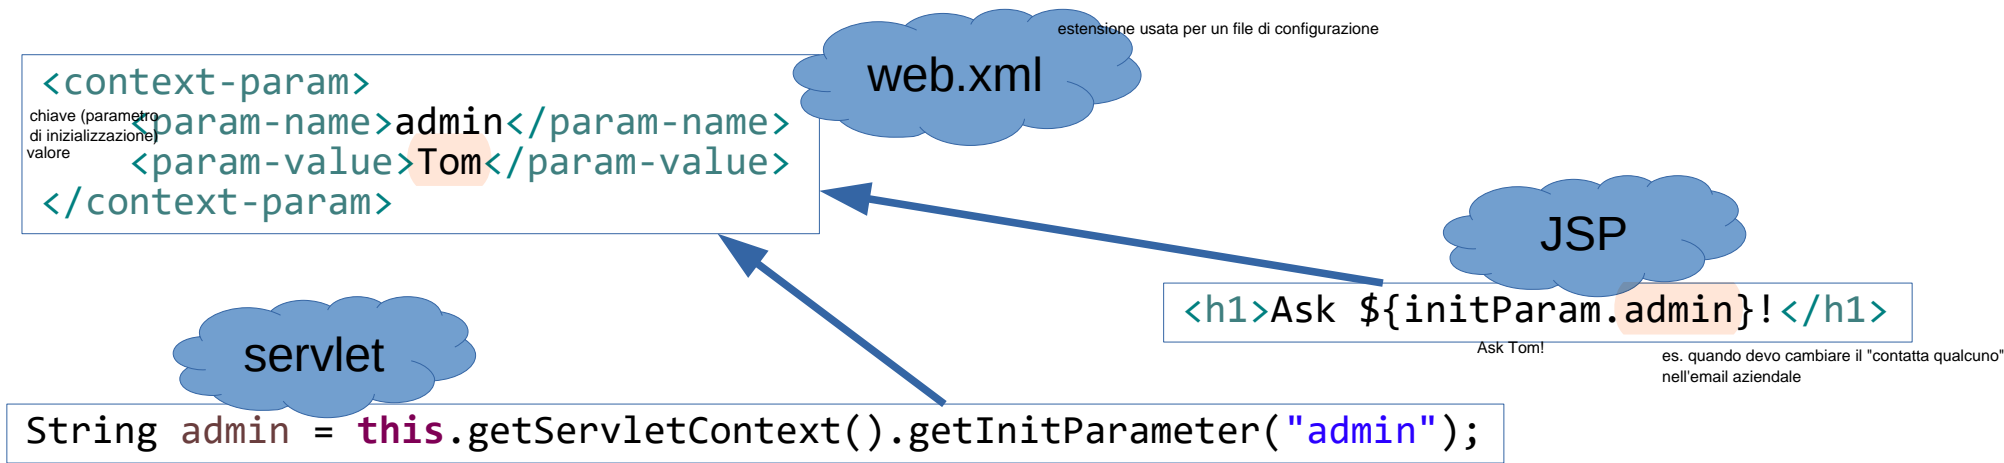 estensione usata per un file di configurazione
web.xml
<context-param>
chiave (parametro
di inizializzazione)
<param-name>admin</param-name>
valore
<param-value>Tom</param-value>
</context-param>
JSP
<h1>Ask ${initParam.admin}!</h1>
Ask Tom!
es. quando devo cambiare il "contatta qualcuno"
nell'email aziendale
servlet
String admin = this.getServletContext().getInitParameter("admin");